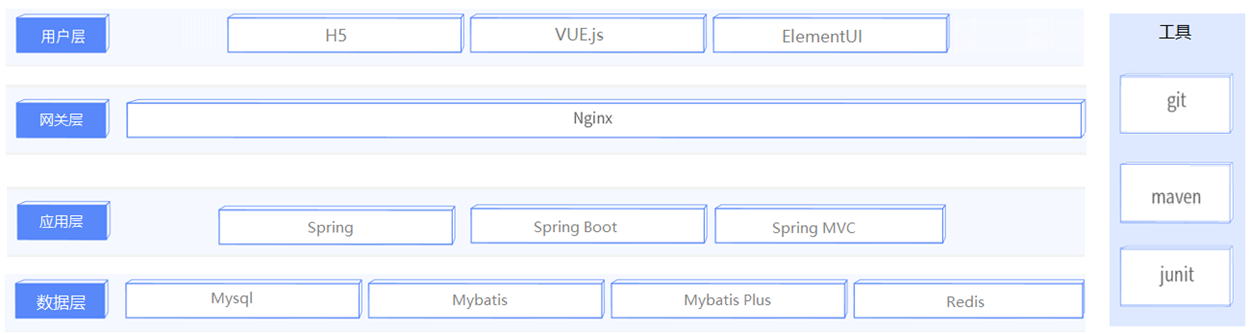 用户层
H5
VUE.js
ElementUI
网关层
Nginx
应用层
Spring
Spring Boot
Spring MVC
数据层
Mysql
Mybatis
Mybatis Plus
Redis
工具
git
maven
junit